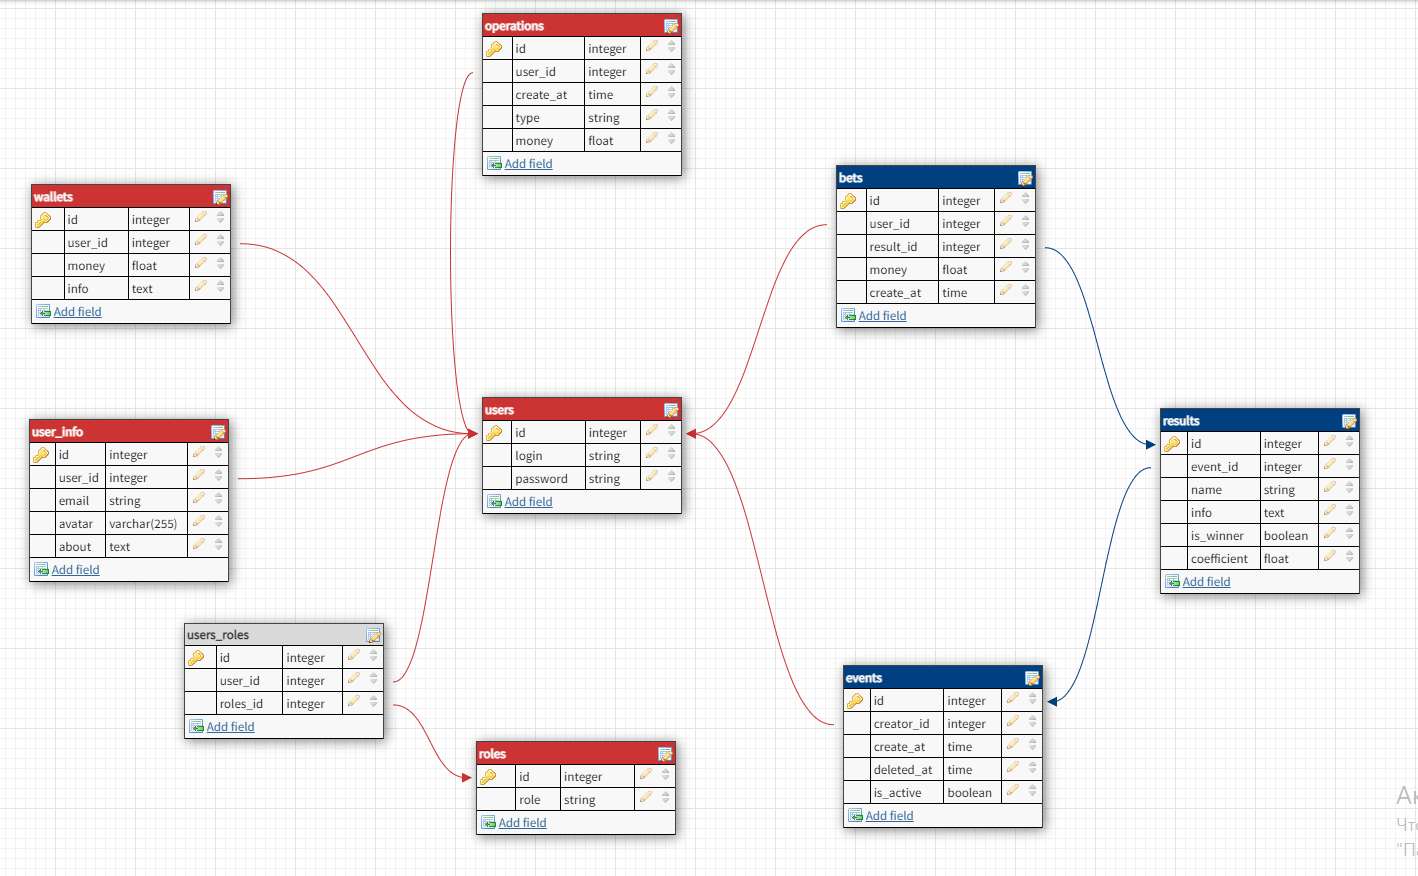 operations
id integer
user_id integer
create_at time
type string
money float
Add field
wallets
id integer
user_id integer
money float
info text
Add field
bets
id integer
user_id integer
result_id integer
money float
create_at time
Add field
user_info
id integer
user_id integer
email string
avatar varchar(255)
about text
Add field
users
id integer
login string
password string
Add field
results
id integer
event_id integer
name string
info text
is_winner boolean
coefficient float
Add field
users_roles
id integer
user_id integer
roles_id integer
Add field
roles
id integer
role string
Add field
events
id integer
creator_id integer
create_at time
deleted_at time
is_active boolean
Add field